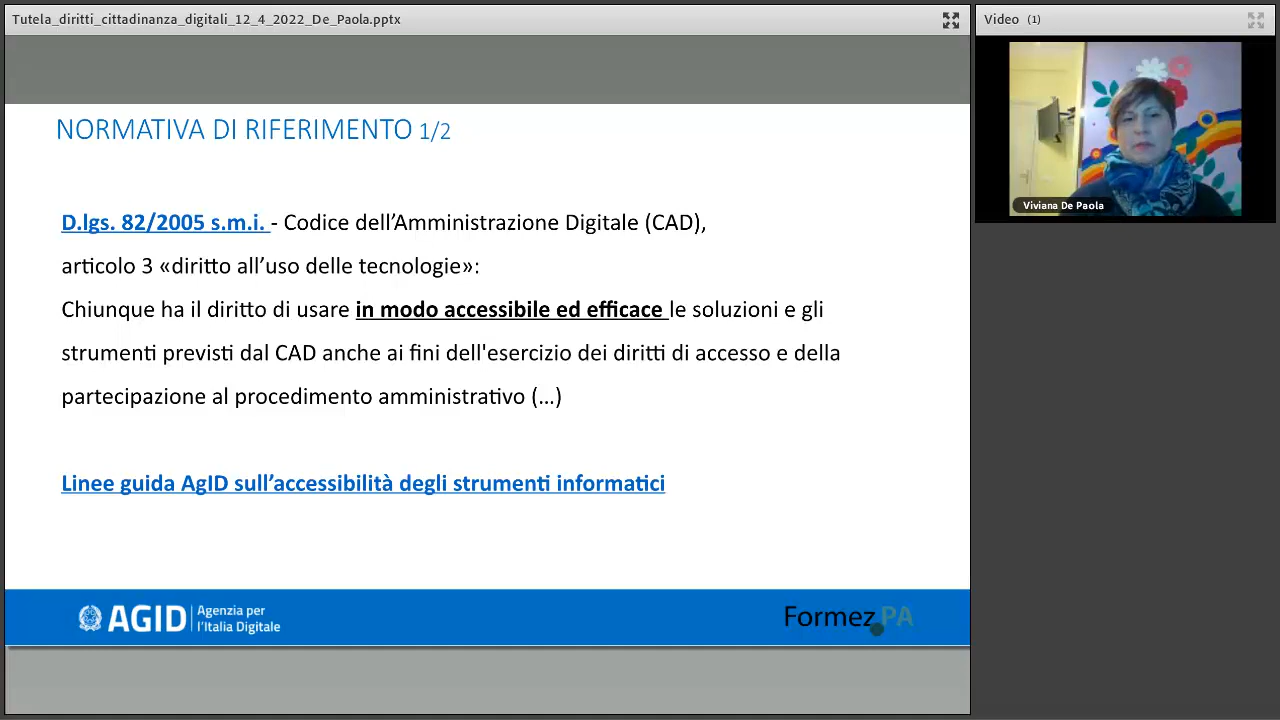 Tutela_diritti_cittadinanza_digitali_12_4_2022_De_Paola.pptx
Video (1)
Viviana De Paola
NORMATIVA DI RIFERIMENTO 1/2
D.lgs. 82/2005 s.m.i. - Codice dell’Amministrazione Digitale (CAD),
articolo 3 «diritto all’uso delle tecnologie»:
Chiunque ha il diritto di usare in modo accessibile ed efficace le soluzioni e gli
strumenti previsti dal CAD anche ai fini dell'esercizio dei diritti di accesso e della
partecipazione al procedimento amministrativo (...)
Linee guida AgID sull’accessibilità degli strumenti informatici
AGID
Agenzia per
l’Italia Digitale
Formez PA